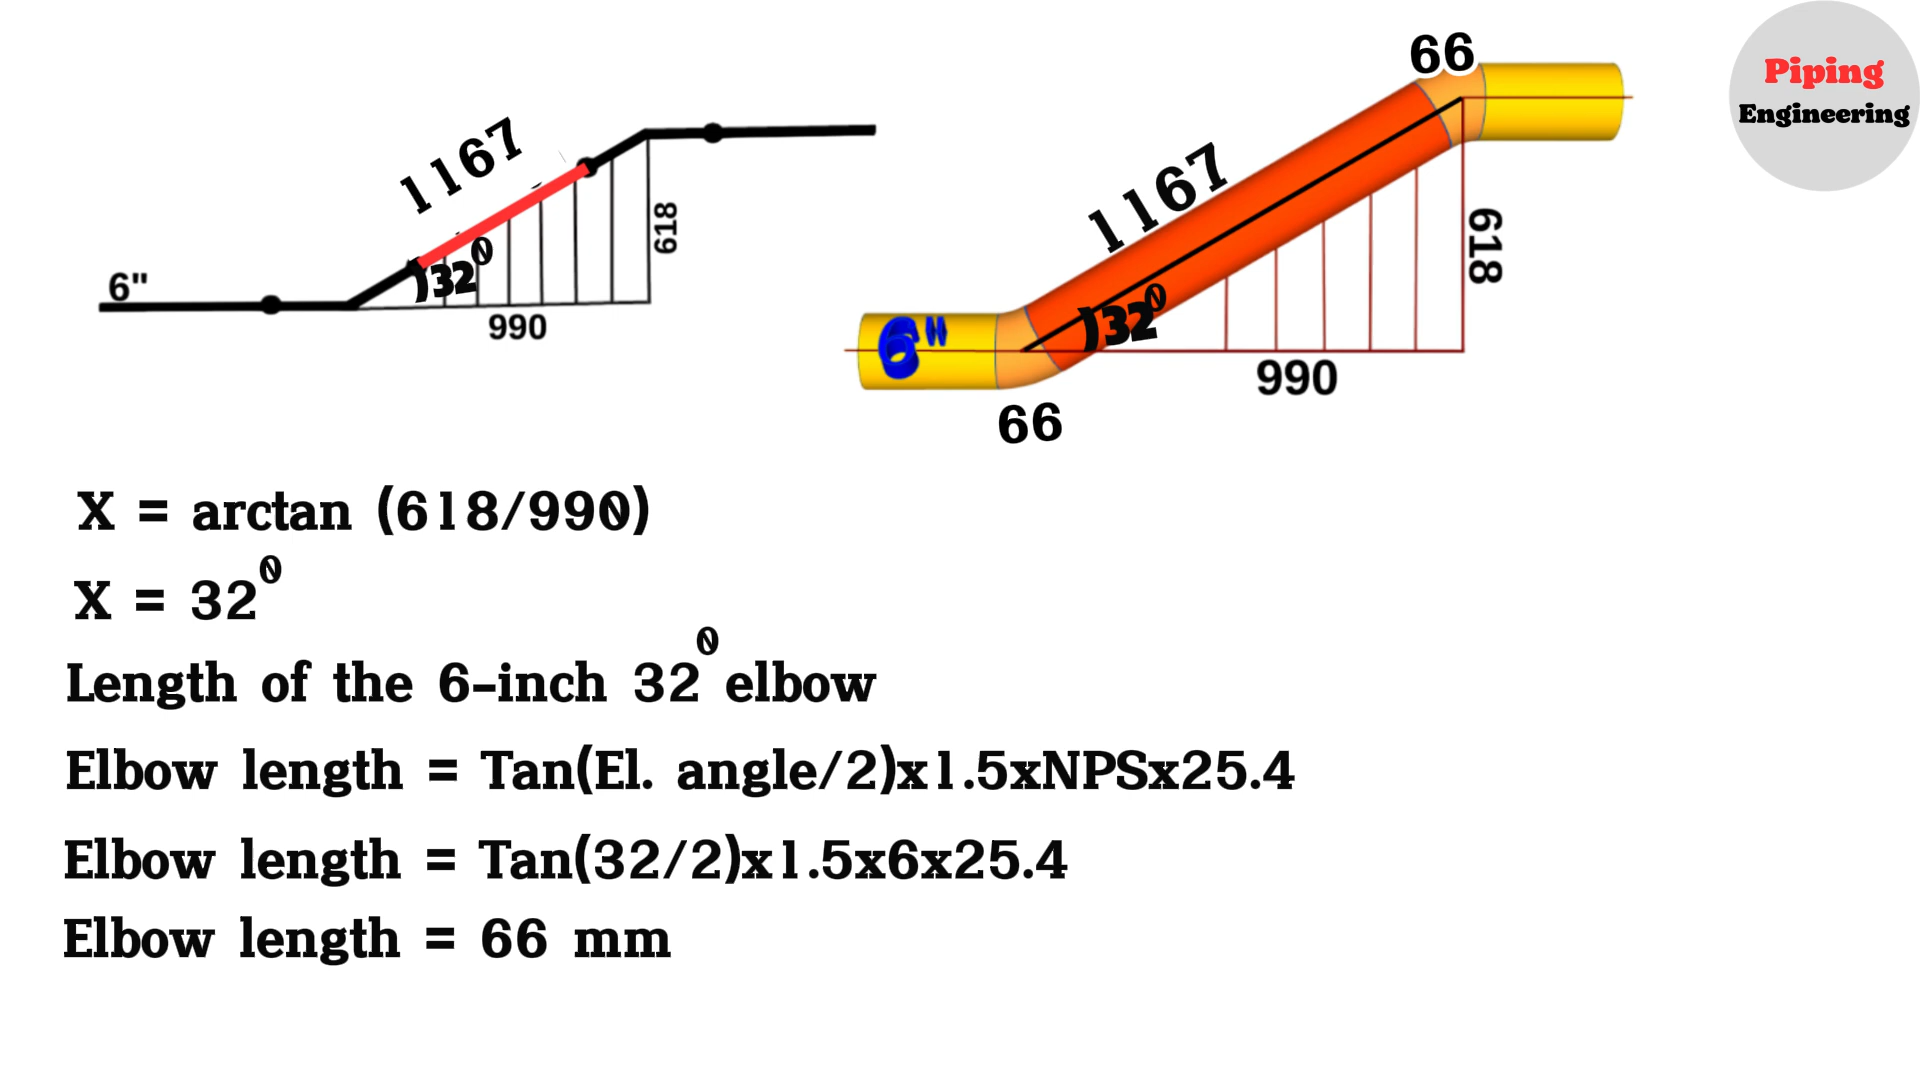 66
Piping
Engineering
1167
1167
618
618
32⁰
32⁰
6"
6"
990
990
66
X = arctan (618/990)
X = 32⁰
Length of the 6-inch 32⁰ elbow
Elbow length = Tan(El. angle/2)x1.5xNPSx25.4
Elbow length = Tan(32/2)x1.5x6x25.4
Elbow length = 66 mm